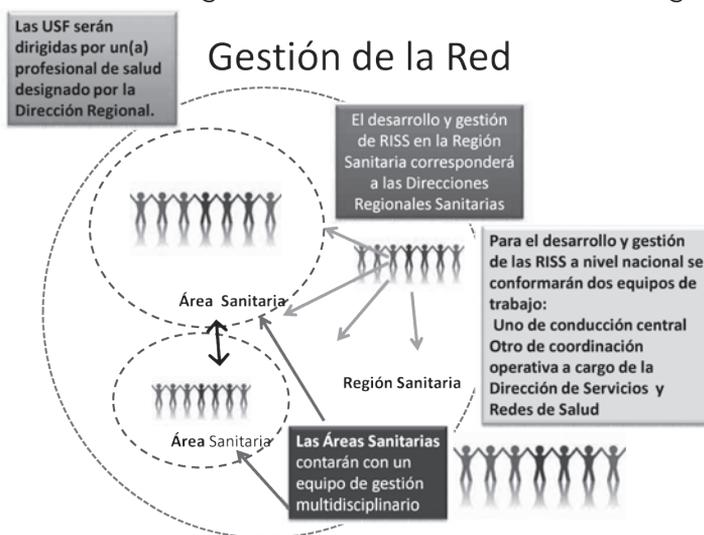 Las USF serán
dirigidas por un(a)
profesional de salud
designado por la
Dirección Regional.
Gestión de la Red
El desarrollo y gestión
de RISS en la Región
Sanitaria corresponderá
a las Direcciones
Regionales Sanitarias
Para el desarrollo y gestión
de las RISS a nivel nacional se
conformarán dos equipos de
trabajo:
Uno de conducción central
Otro de coordinación
operativa a cargo de la
Dirección de Servicios y
Redes de Salud
Área Sanitaria
Región Sanitaria
Área Sanitaria
Las Áreas Sanitarias
contarán con un
equipo de gestión
multidisciplinario